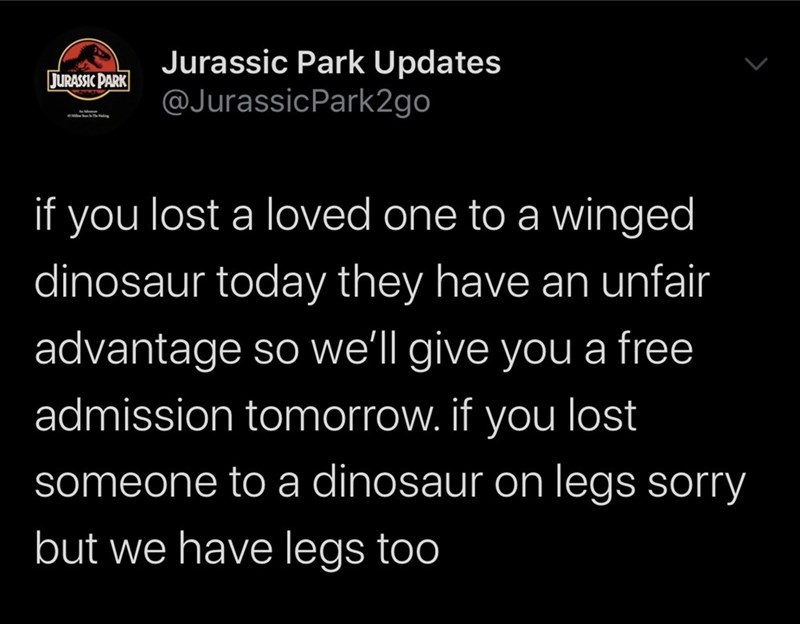 JURASSIC PARK
Jurassic Park Updates
@JurassicPark2go
if you lost a loved one to a winged
dinosaur today they have an unfair
advantage so we'll give you a free
admission tomorrow. if you lost
someone to a dinosaur on legs sorry
but we have legs too